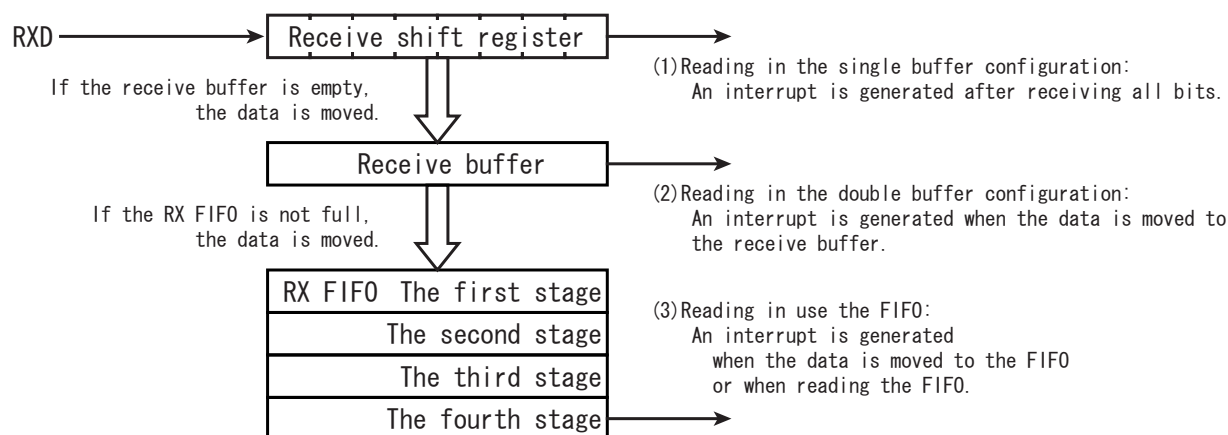 RXD
Receive shift register
If the receive buffer is empty,
the data is moved.
(1)Reading in the single buffer configuration:
An interrupt is generated after receiving all bits.
Receive buffer
If the RX FIFO is not full,
the data is moved.
(2)Reading in the double buffer configuration:
An interrupt is generated when the data is moved to
the receive buffer.
RX FIFO The first stage
The second stage
The third stage
The fourth stage
(3)Reading in use the FIFO:
An interrupt is generated
when the data is moved to the FIFO
or when reading the FIFO.